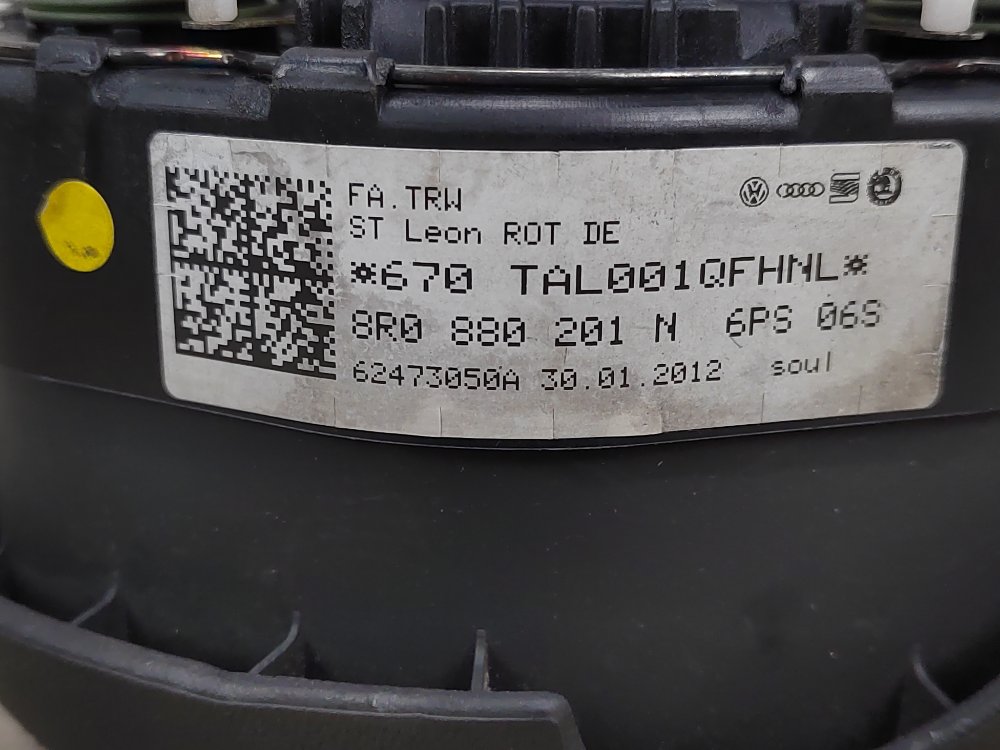 FA.TRW
ST Leon ROT DE
*670 TAL001QFHNL*
8R0 880 201 N 6PS 06S
62473050A 30.01.2012 soul